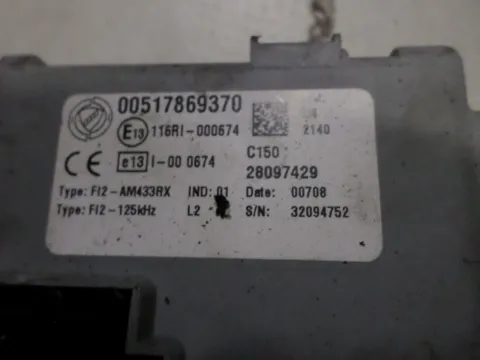 00517869370
E13 116RI-000674
2140
CE e13 I-00 0674
C150
28097429
Type: FI2-AM433RX IND: 01 Date: 00708
Type: FI2-125kHz L2 S/N: 32094752